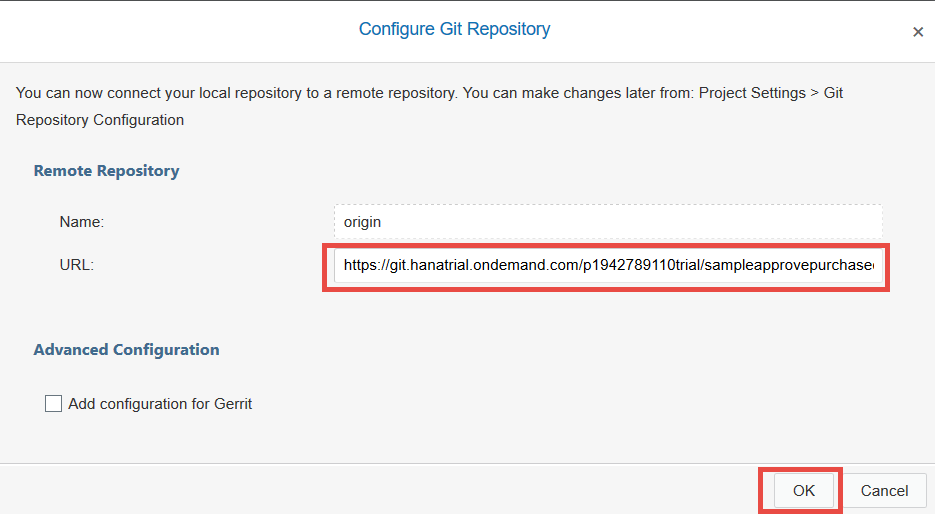 Configure Git Repository
×
You can now connect your local repository to a remote repository. You can make changes later from: Project Settings > Git
Repository Configuration
Remote Repository
Name: origin
URL: https://git.hanatrial.ondemand.com/p1942789110trial/sampleapprovepurchase
Advanced Configuration
Add configuration for Gerrit
OK Cancel